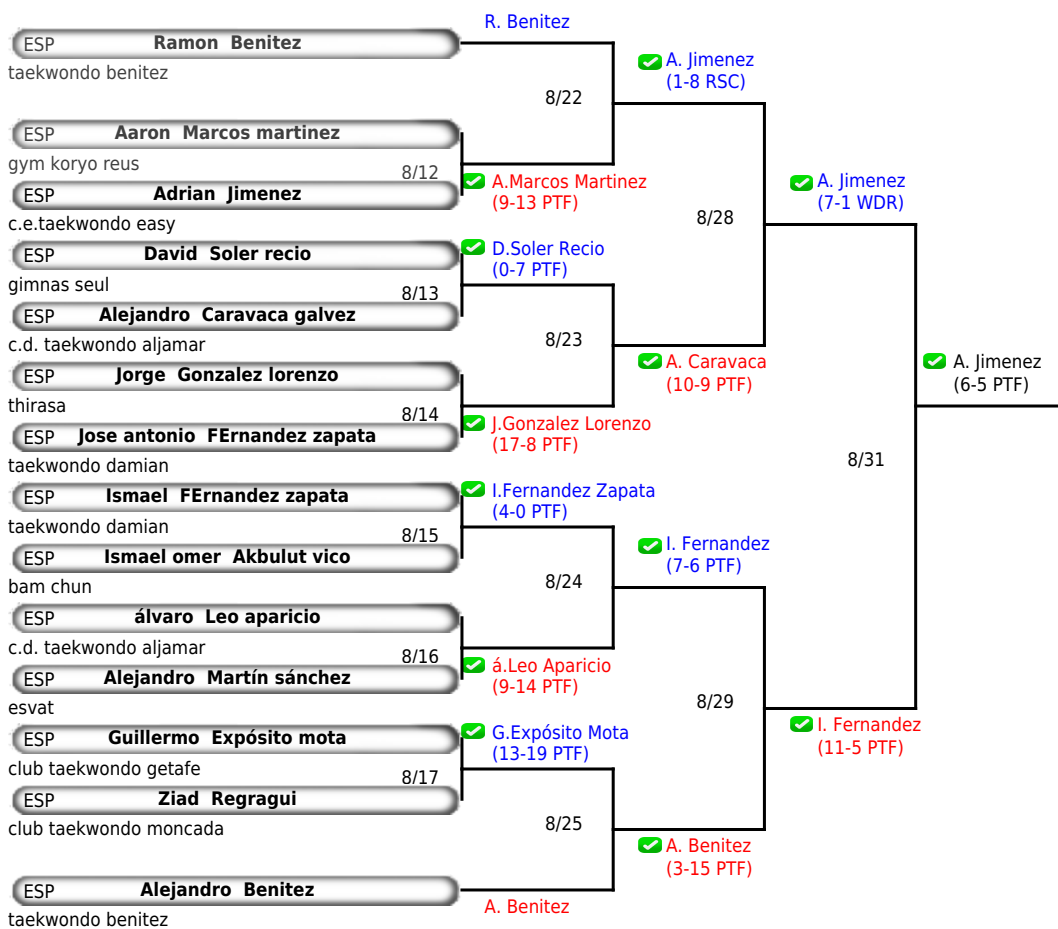 R. Benitez
ESP Ramon Benitez
taekwondo benitez
A. Jimenez
(1-8 RSC)
8/22
ESP Aaron Marcos martinez
gym koryo reus
8/12
A.Marcos Martinez
(9-13 PTF)
ESP Adrian Jimenez
c.e.taekwondo easy
A. Jimenez
(7-1 WDR)
8/28
ESP David Soler recio
gimnas seul
D.Soler Recio
(0-7 PTF)
8/13
ESP Alejandro Caravaca galvez
c.d. taekwondo aljamar
8/23
A. Caravaca
(10-9 PTF)
A. Jimenez
(6-5 PTF)
ESP Jorge Gonzalez lorenzo
thirasa
8/14
J.Gonzalez Lorenzo
(17-8 PTF)
ESP Jose antonio FErnandez zapata
taekwondo damian
8/31
ESP Ismael FErnandez zapata
taekwondo damian
I.Fernandez Zapata
(4-0 PTF)
8/15
ESP Ismael omer Akbulut vico
bam chun
I. Fernandez
(7-6 PTF)
8/24
ESP álvaro Leo aparicio
c.d. taekwondo aljamar
8/16
á.Leo Aparicio
(9-14 PTF)
ESP Alejandro Martín sánchez
esvat
8/29
I. Fernandez
(11-5 PTF)
ESP Guillermo Expósito mota
club taekwondo getafe
G.Expósito Mota
(13-19 PTF)
8/17
ESP Ziad Regragui
club taekwondo moncada
8/25
A. Benitez
(3-15 PTF)
ESP Alejandro Benitez
taekwondo benitez
A. Benitez